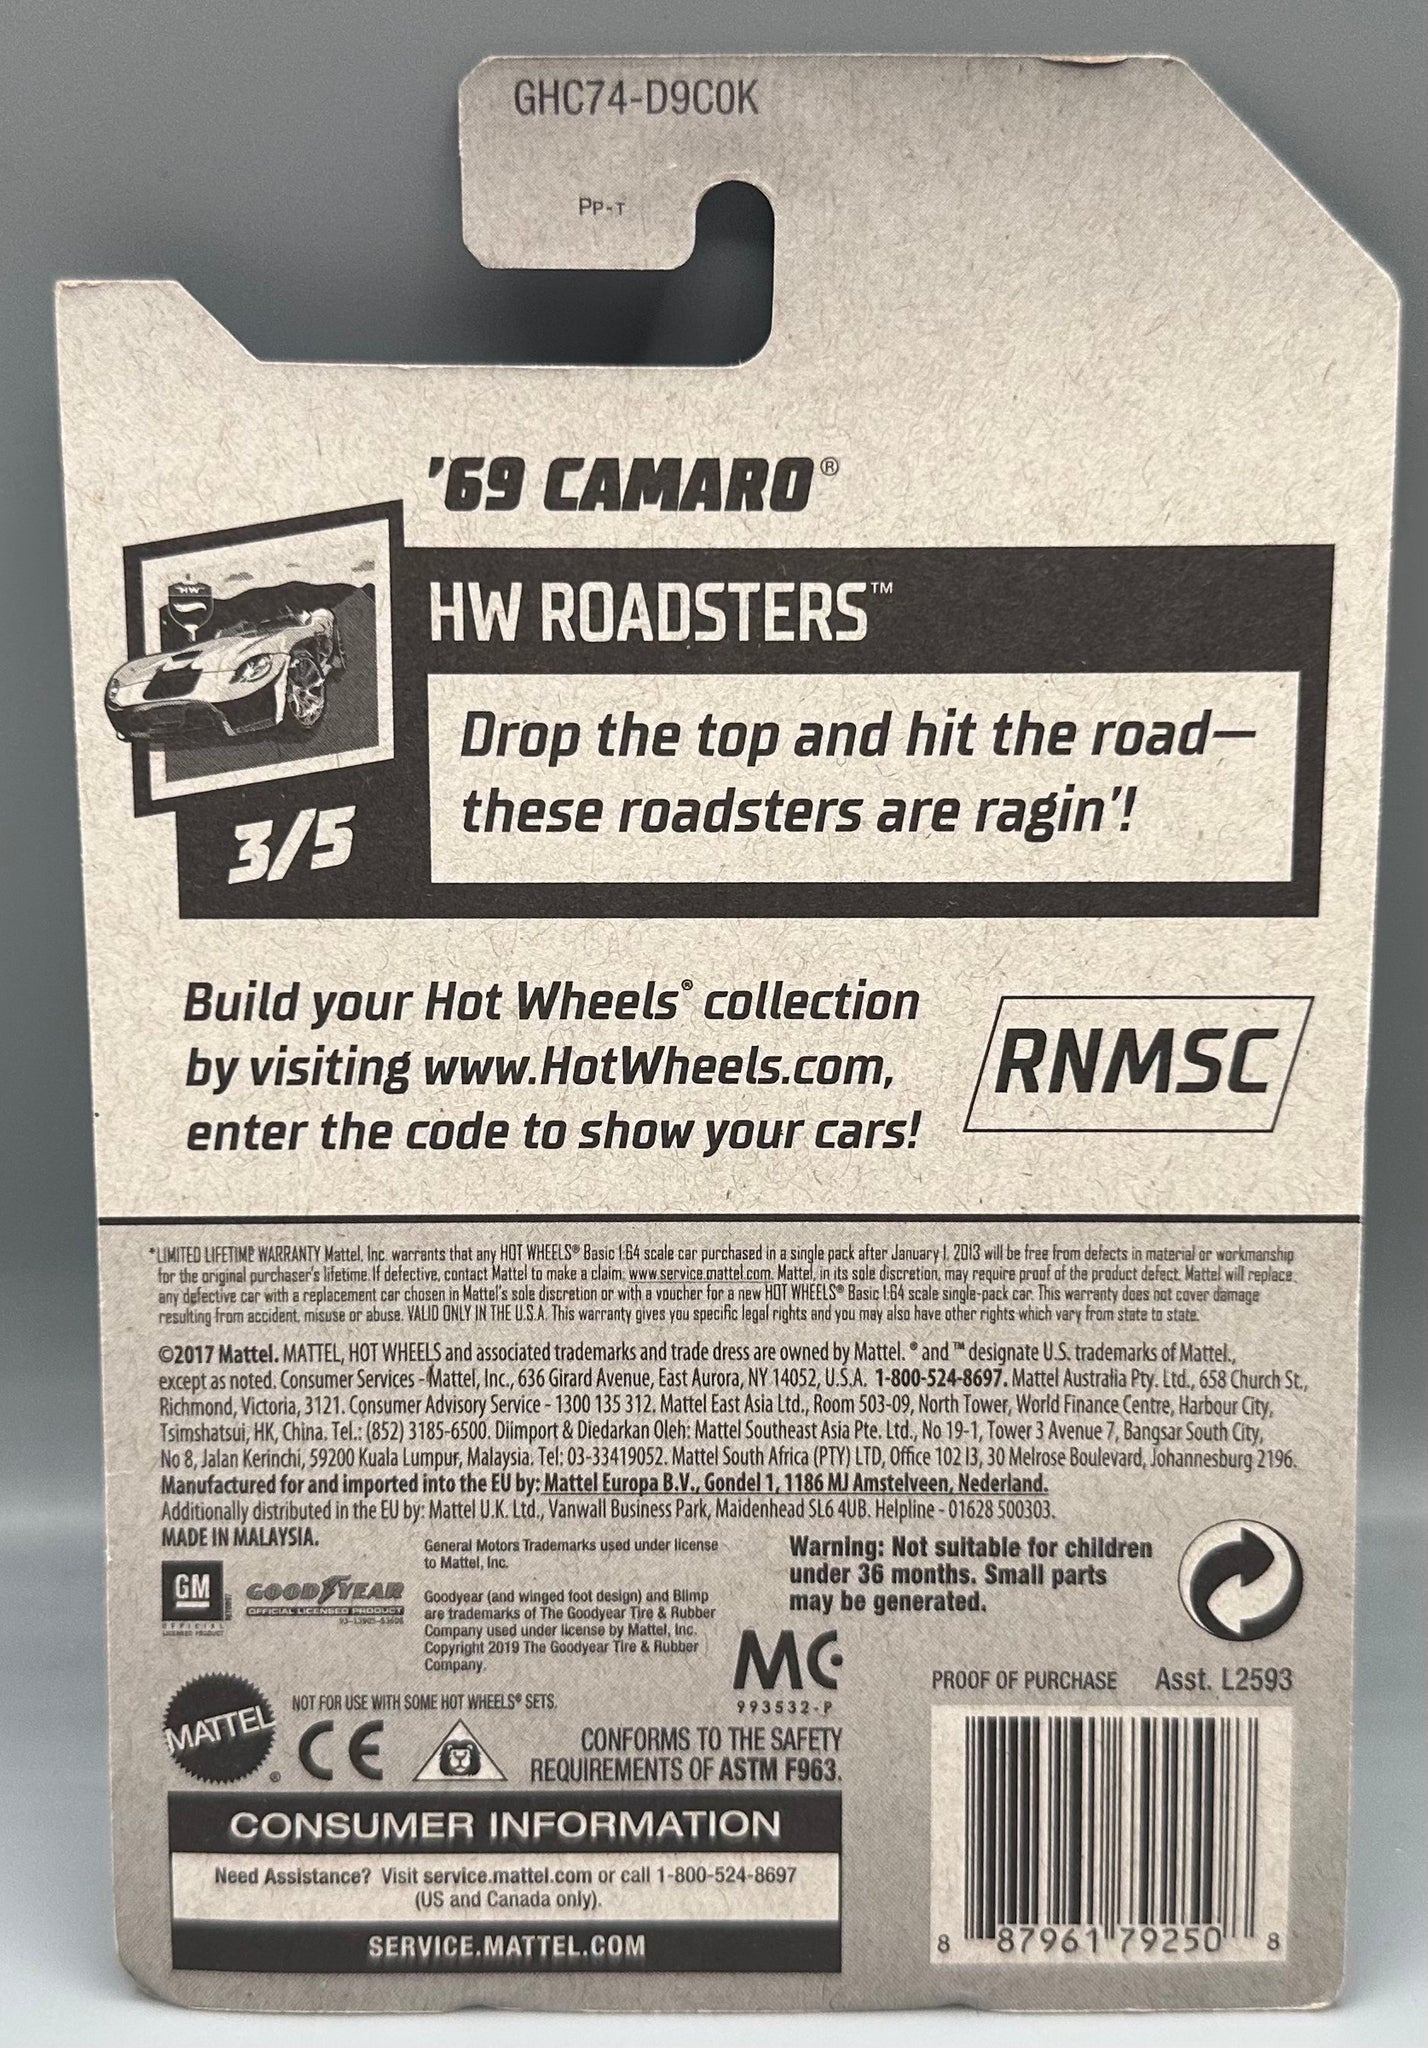 GHC74-D9C0K
PP-T
'69 CAMARO®
HW ROADSTERS™
HW
Drop the top and hit the road—
these roadsters are ragin'!
3/5
Build your Hot Wheels® collection
by visiting www.HotWheels.com,
enter the code to show your cars!
RNMSC
*LIMITED LIFETIME WARRANTY Mattel, Inc. warrants that any HOT WHEELS® Basic 1:64 scale car purchased in a single pack after January 1, 2013 will be free from defects in material or workmanship
for the original purchaser's lifetime. If defective, contact Mattel to make a claim: www.service.mattel.com. Mattel, in its sole discretion, may require proof of the product defect. Mattel will replace
any defective car with a replacement car chosen in Mattel's sole discretion or with a voucher for a new HOT WHEELS® Basic 1:64 scale single-pack car. This warranty does not cover damage
resulting from accident, misuse or abuse. VALID ONLY IN THE U.S.A. This warranty gives you specific legal rights and you may also have other rights which vary from state to state.
©2017 Mattel. MATTEL, HOT WHEELS and associated trademarks and trade dress are owned by Mattel. ® and ™ designate U.S. trademarks of Mattel.,
except as noted. Consumer Services - Mattel, Inc., 636 Girard Avenue, East Aurora, NY 14052, U.S.A. 1-800-524-8697. Mattel Australia Pty. Ltd., 658 Church St.,
Richmond, Victoria, 3121. Consumer Advisory Service - 1300 135 312. Mattel East Asia Ltd., Room 503-09, North Tower, World Finance Centre, Harbour City,
Tsimshatsui, HK, China. Tel.: (852) 3185-6500. Diimport & Diedarkan Oleh: Mattel Southeast Asia Pte. Ltd., No 19-1, Tower 3 Avenue 7, Bangsar South City,
No 8, Jalan Kerinchi, 59200 Kuala Lumpur, Malaysia. Tel: 03-33419052. Mattel South Africa (PTY) LTD, Office 102 I3, 30 Melrose Boulevard, Johannesburg 2196.
Manufactured for and imported into the EU by: Mattel Europa B.V., Gondel 1, 1186 MJ Amstelveen, Nederland.
Additionally distributed in the EU by: Mattel U.K. Ltd., Vanwall Business Park, Maidenhead SL6 4UB. Helpline - 01628 500303.
MADE IN MALAYSIA.
GM
OFFICIAL
LICENSED PRODUCT
GOODYEAR
OFFICIAL LICENSED PRODUCT
General Motors Trademarks used under license
to Mattel, Inc.
Goodyear (and winged foot design) and Blimp
are trademarks of The Goodyear Tire & Rubber
Company used under license by Mattel, Inc.
Copyright 2019 The Goodyear Tire & Rubber
Company.
Warning: Not suitable for children
under 36 months. Small parts
may be generated.
MC
993532-P
PROOF OF PURCHASE Asst. L2593
MATTEL®
NOT FOR USE WITH SOME HOT WHEELS® SETS.
CE
CONFORMS TO THE SAFETY
REQUIREMENTS OF ASTM F963.
CONSUMER INFORMATION
Need Assistance? Visit service.mattel.com or call 1-800-524-8697
(US and Canada only).
SERVICE.MATTEL.COM
8 87961 79250 8